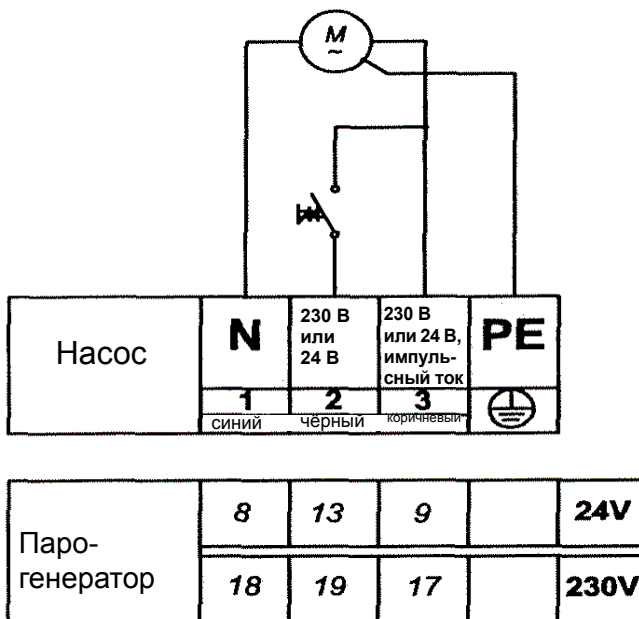 M
~
Насос
N
230 В
или
24 В
230 В
или 24 В,
импуль-
сный ток
PE
1
2
3
синий
чёрный
коричневый
Паро-
генератор
8
13
9
24V
18
19
17
230V